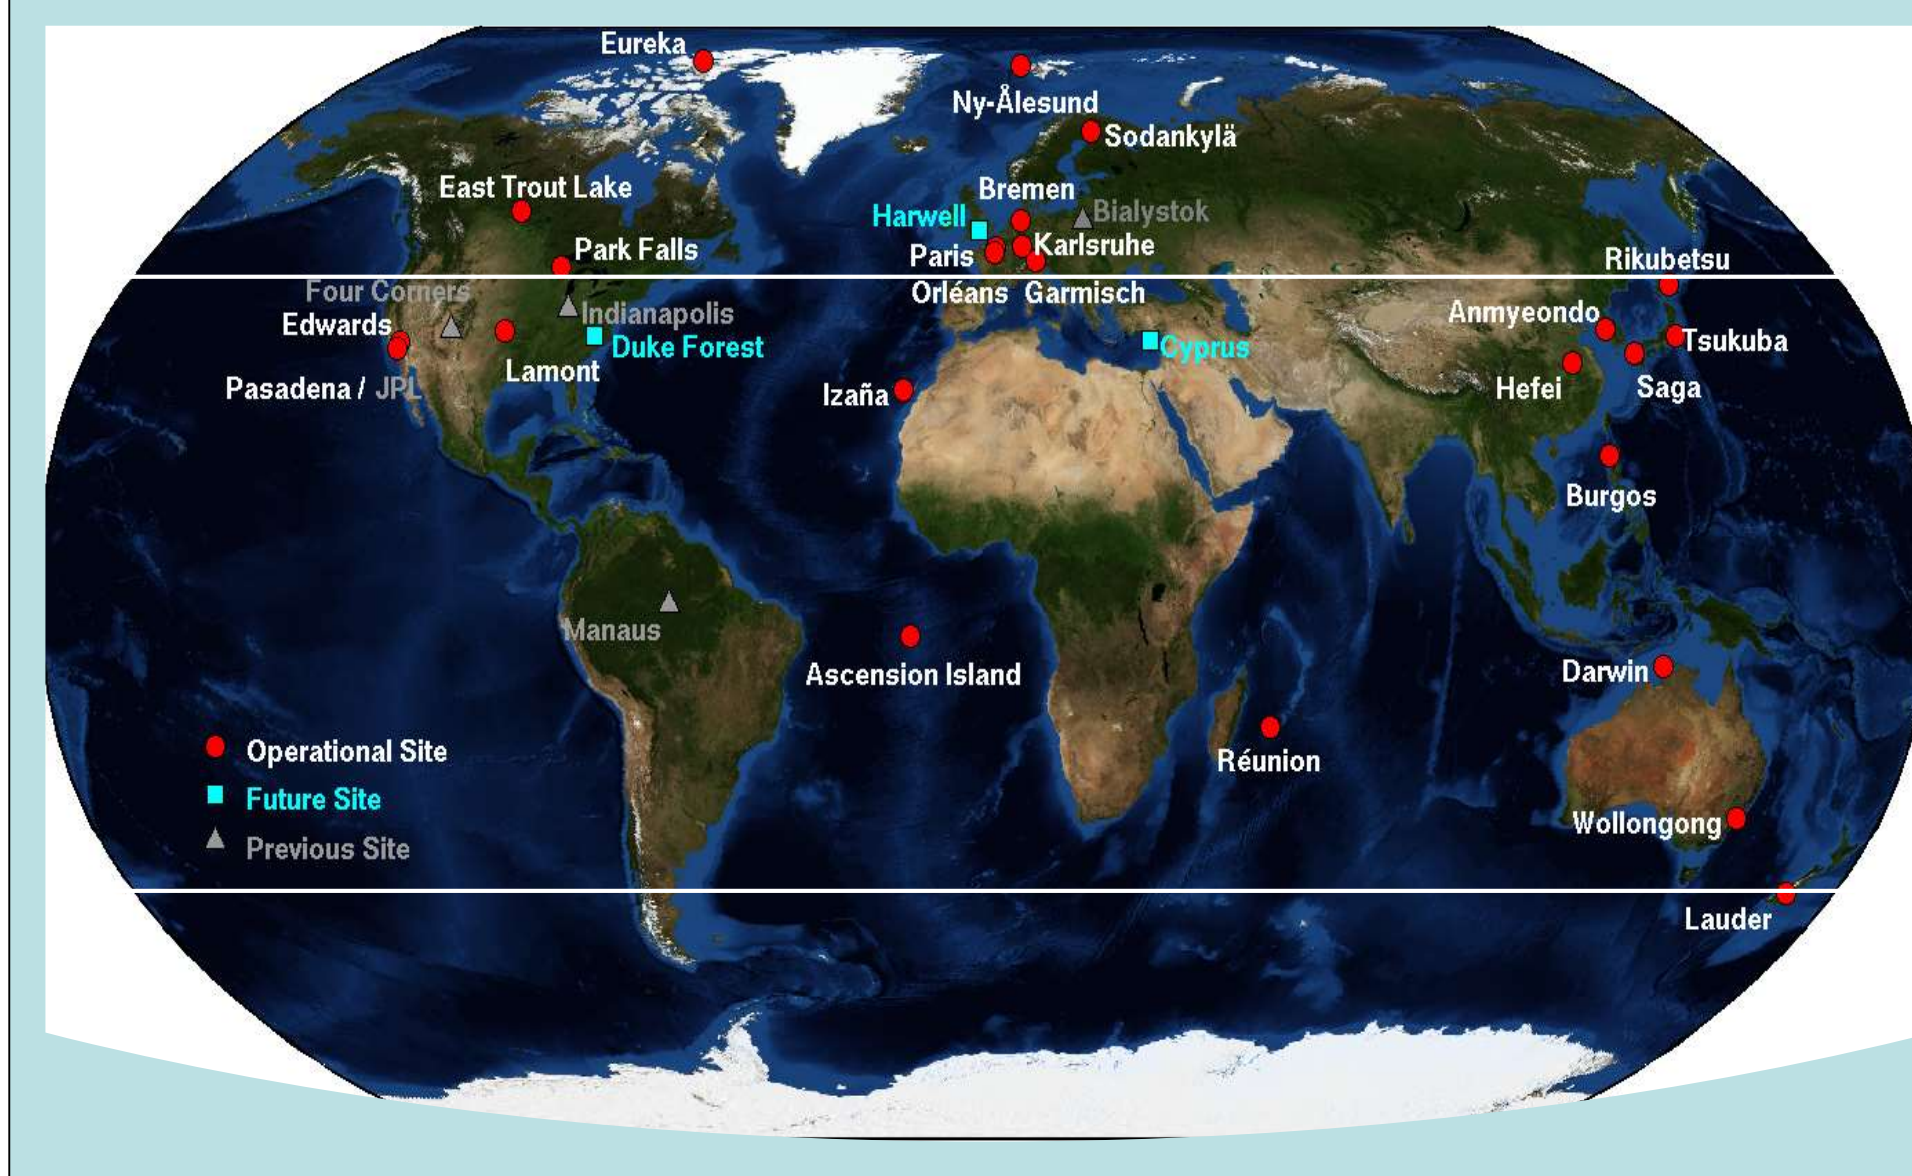 Eureka
Ny-Ålesund
Sodankylä
East Trout Lake
Bremen
Harwell
Bialystok
Park Falls
Paris
Karlsruhe
Rikubetsu
Four Corners
Orléans
Garmisch
Indianapolis
Anmyeondo
Edwards
Duke Forest
Cyprus
Tsukuba
Lamont
Pasadena / JPL
Izaña
Hefei
Saga
Burgos
Manaus
Ascension Island
Darwin
Réunion
Operational Site
Future Site
Previous Site
Wollongong
Lauder